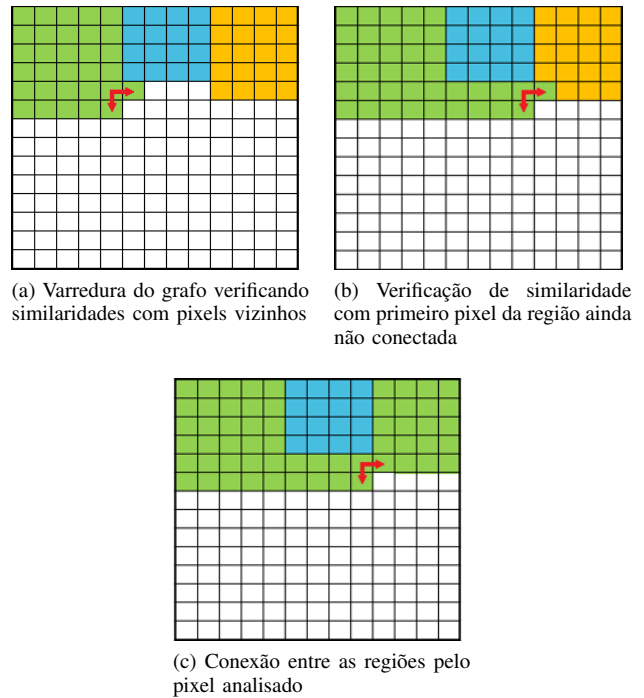 (a) Varredura do grafo verificando
similaridades com pixels vizinhos
(b) Verificação de similaridade
com primeiro pixel da região ainda
não conectada
(c) Conexão entre as regiões pelo
pixel analisado